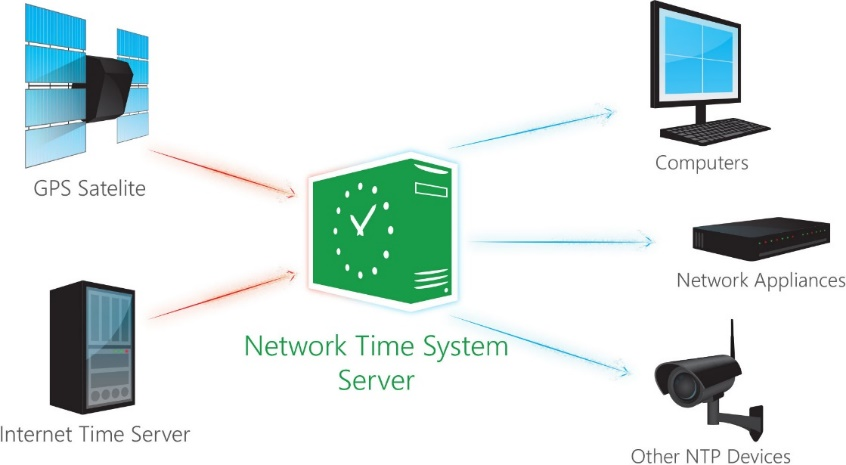 GPS Satelite
Internet Time Server
Network Time System
Server
Computers
Network Appliances
Other NTP Devices